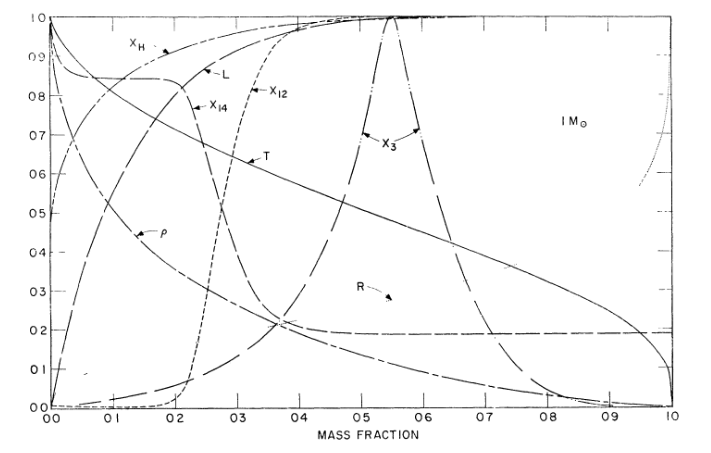 1.0
0.9
0.8
0.7
0.6
0.5
0.4
0.3
0.2
0.1
0.0
X_H
L
X_12
X_14
T
ρ
X_3
1 M_⊙
R
0.0 0.1 0.2 0.3 0.4 0.5 0.6 0.7 0.8 0.9 1.0
MASS FRACTION